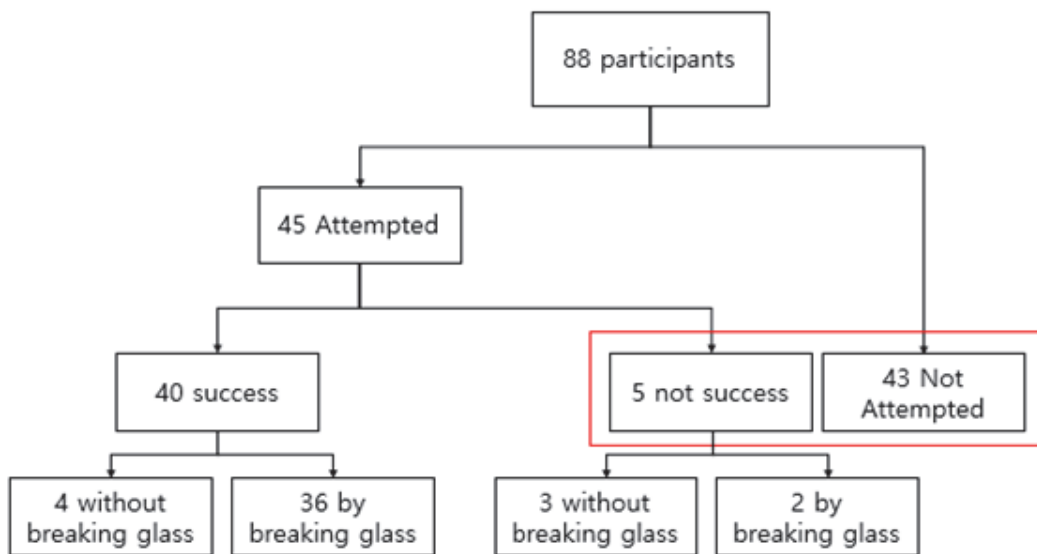 88 participants
45 Attempted
40 success
5 not success
43 Not
Attempted
4 without
breaking glass
36 by
breaking glass
3 without
breaking glass
2 by
breaking glass